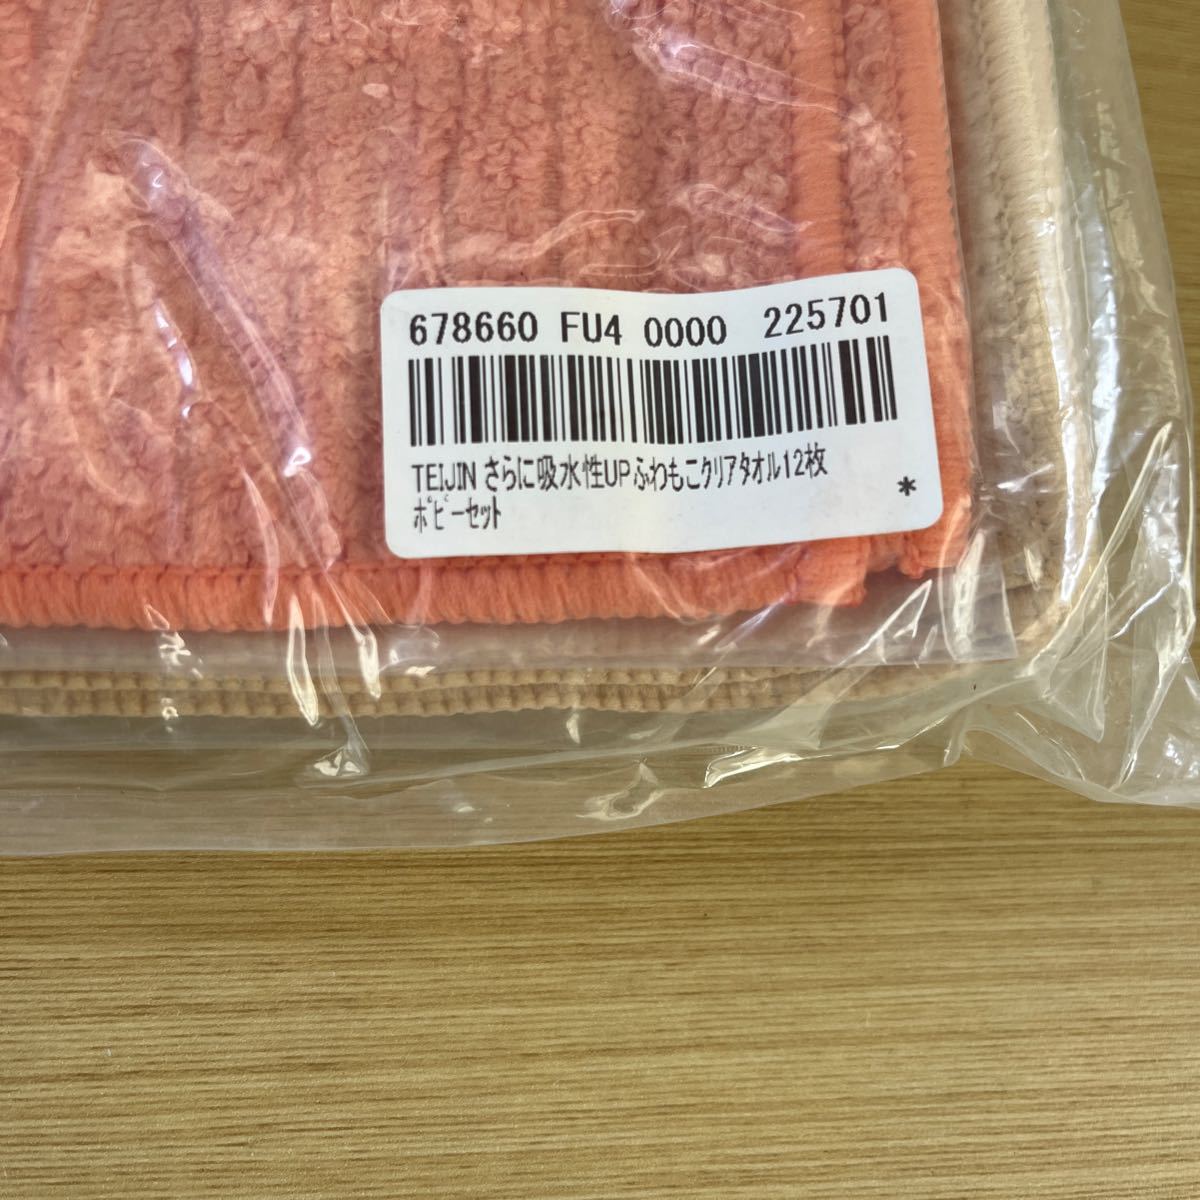 678660 FU4 0000 225701
TEIJIN さらに吸水性UPふわもこクリアタオル12枚
ポピーセット *